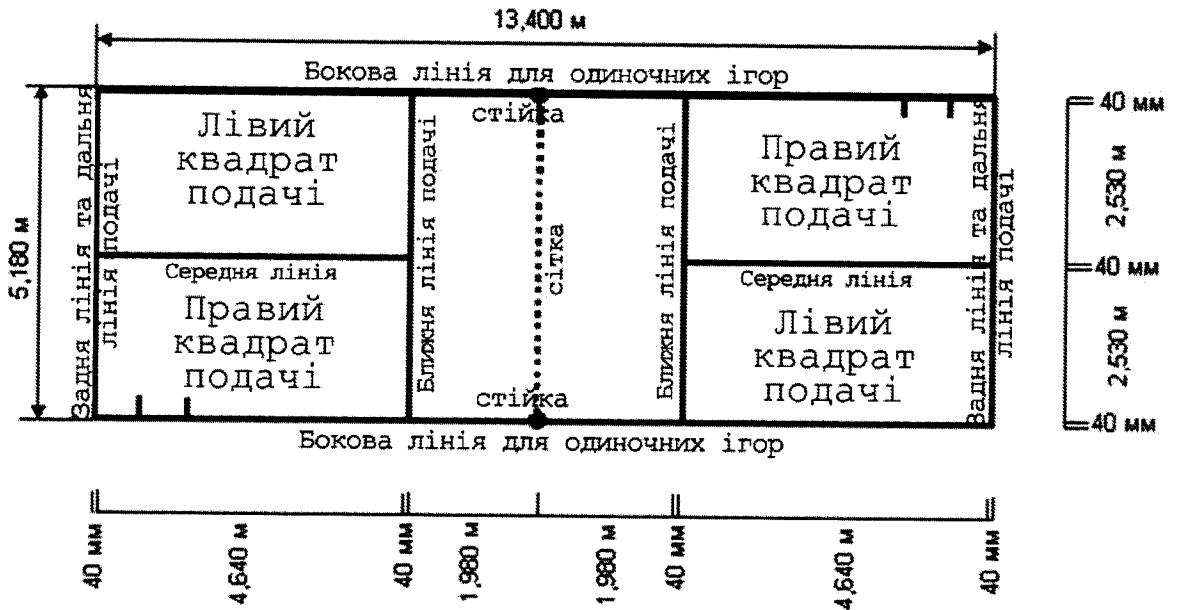 13,400 м
Бокова лінія для одиночних ігор
5,180 м
Задня лінія та дальня
лінія подачі
Лівий
квадрат
подачі
Середня лінія
Правий
квадрат
подачі
Ближня лінія подачі
стійка
сітка
стійка
Ближня лінія подачі
Правий
квадрат
подачі
Середня лінія
Лівий
квадрат
подачі
Задня лінія та дальня
лінія подачі
40 мм
2,530 м
40 мм
2,530 м
40 мм
Бокова лінія для одиночних ігор
40 мм
4,640 м
40 мм
1,980 м
1,980 м
40 мм
4,640 м
40 мм